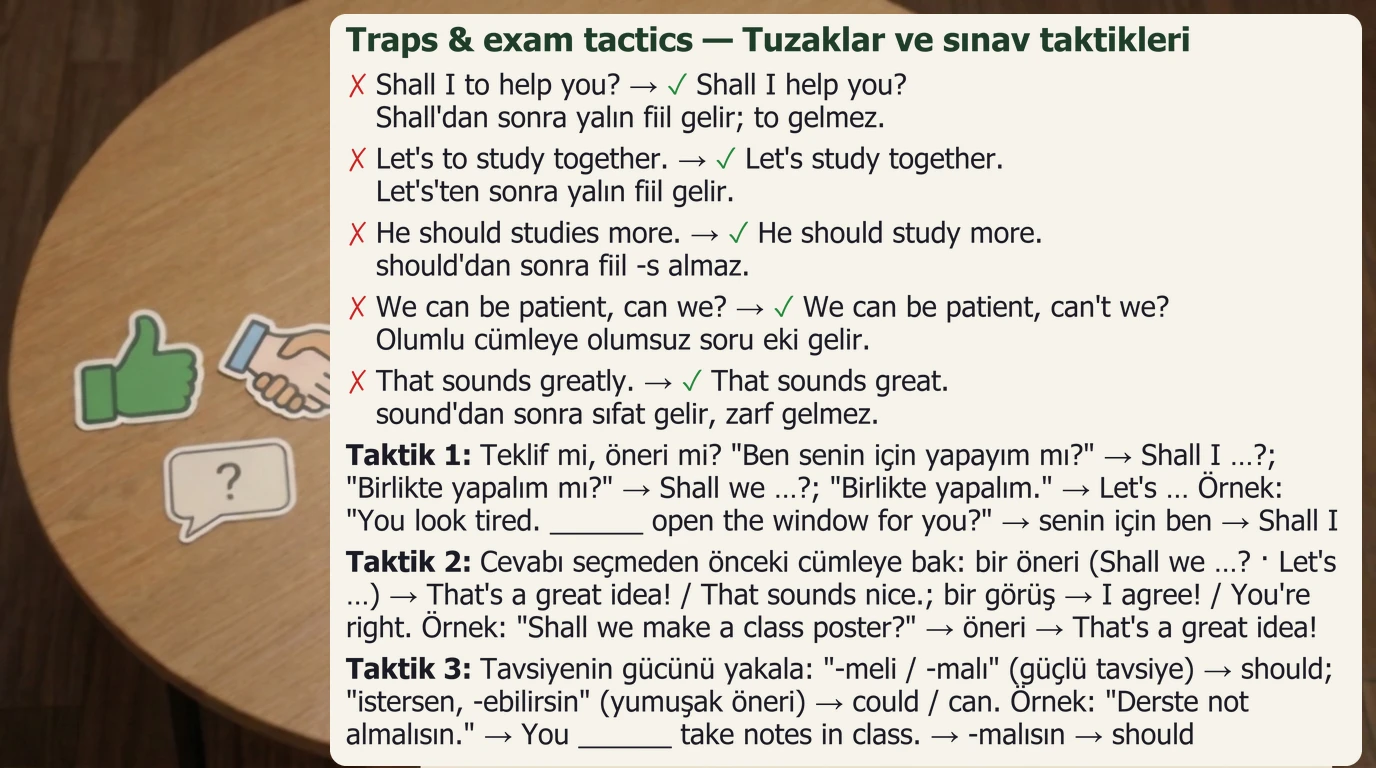 Traps & exam tactics — Tuzaklar ve sınav taktikleri
✗ Shall I to help you? → ✓ Shall I help you?
Shall'dan sonra yalın fiil gelir; to gelmez.
✗ Let's to study together. → ✓ Let's study together.
Let's'ten sonra yalın fiil gelir.
✗ He should studies more. → ✓ He should study more.
should'dan sonra fiil -s almaz.
✗ We can be patient, can we? → ✓ We can be patient, can't we?
Olumlu cümleye olumsuz soru eki gelir.
✗ That sounds greatly. → ✓ That sounds great.
sound'dan sonra sıfat gelir, zarf gelmez.
Taktik 1: Teklif mi, öneri mi? "Ben senin için yapayım mı?" → Shall I …?;
"Birlikte yapalım mı?" → Shall we …?; "Birlikte yapalım." → Let's … Örnek:
"You look tired. ______ open the window for you?" → senin için ben → Shall I
Taktik 2: Cevabı seçmeden önceki cümleye bak: bir öneri (Shall we …? · Let's
…) → That's a great idea! / That sounds nice.; bir görüş → I agree! / You're
right. Örnek: "Shall we make a class poster?" → öneri → That's a great idea!
Taktik 3: Tavsiyenin gücünü yakala: "-meli / -malı" (güçlü tavsiye) → should;
"istersen, -ebilirsin" (yumuşak öneri) → could / can. Örnek: "Derste not
almalısın." → You ______ take notes in class. → -malısın → should
?